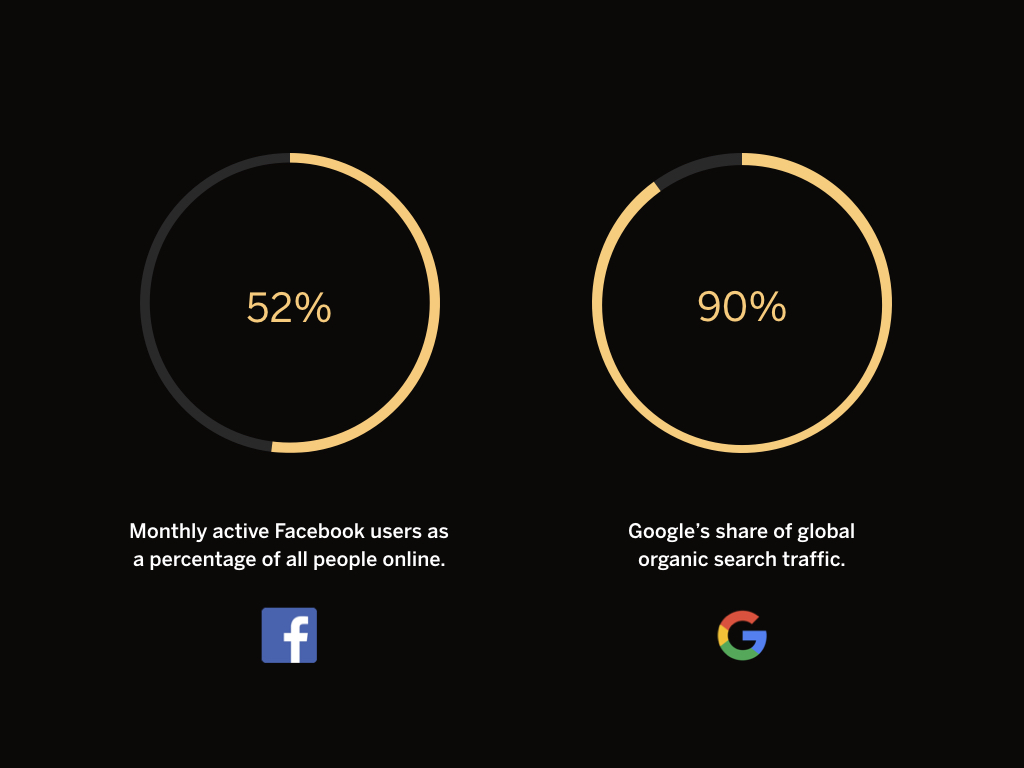 52%
Monthly active Facebook users as
a percentage of all people online.
90%
Google’s share of global
organic search traffic.